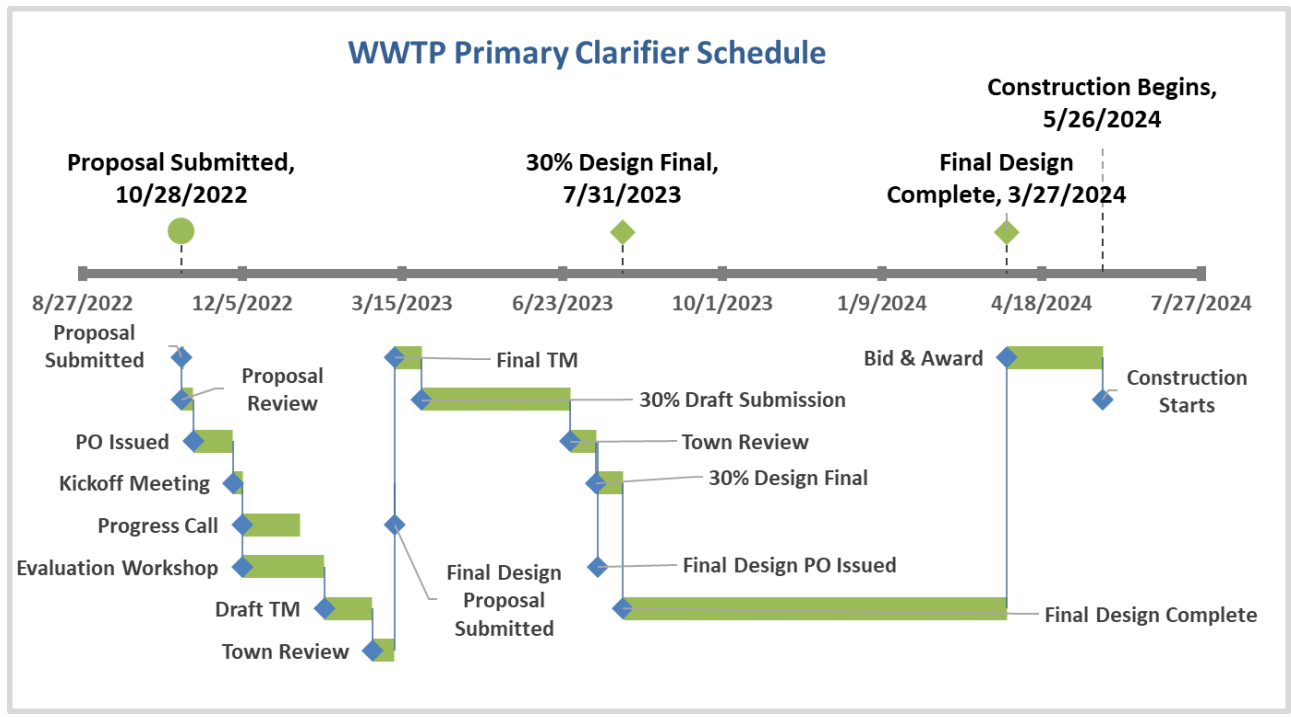 WWTP Primary Clarifier Schedule
Construction Begins,
5/26/2024
Proposal Submitted,
10/28/2022
30% Design Final,
7/31/2023
Final Design
Complete, 3/27/2024
8/27/2022
12/5/2022
3/15/2023
6/23/2023
10/1/2023
1/9/2024
4/18/2024
7/27/2024
Proposal
Submitted
Final TM
Bid & Award
Proposal
Review
30% Draft Submission
Construction
Starts
PO Issued
Town Review
Kickoff Meeting
30% Design Final
Progress Call
Evaluation Workshop
Final Design
Proposal
Submitted
Final Design PO Issued
Draft TM
Final Design Complete
Town Review